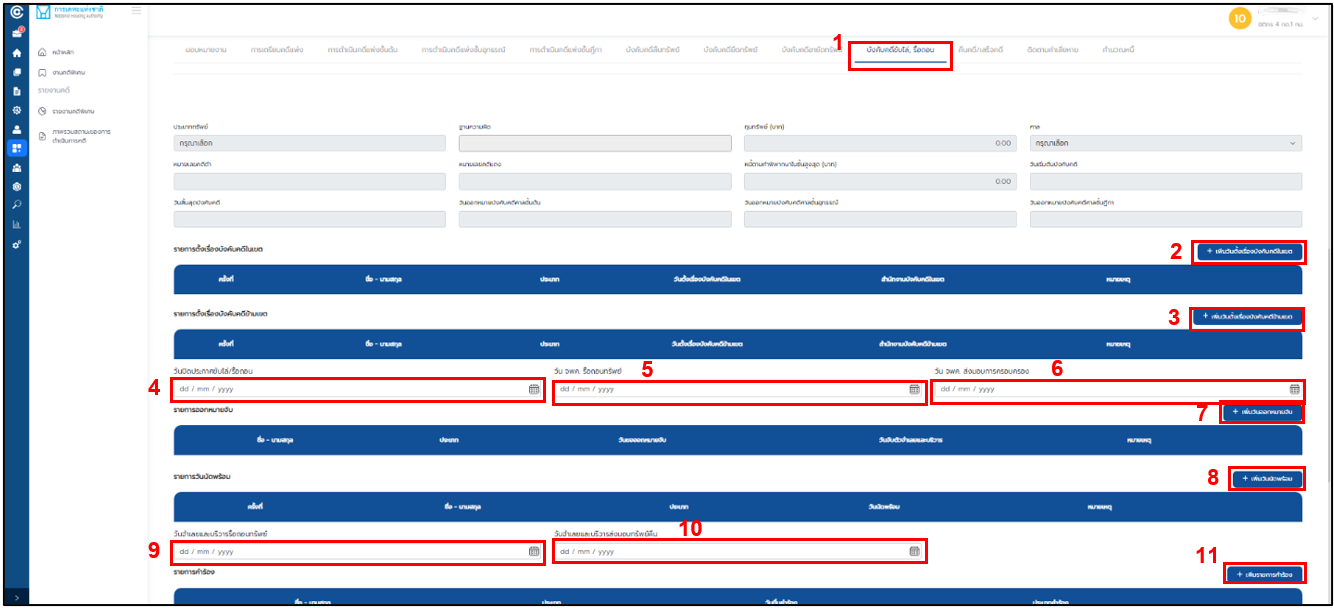 การเคหะแห่งชาติ
National Housing Authority
10
นิติกร 4 กด.1 กม.
หน้าหลัก
งานคดีพิเศษ
รายงานคดี
รายงานคดีพิเศษ
ภาพรวมสถานะของการ
ดำเนินการคดี
มอบหมายงาน
การเตรียมคดีแพ่ง
การดำเนินคดีแพ่งชั้นต้น
การดำเนินคดีแพ่งชั้นอุทธรณ์
การดำเนินคดีแพ่งชั้นฎีกา
บังคับคดีสืบทรัพย์
บังคับคดียึดทรัพย์
บังคับคดีอายัดทรัพย์
1
บังคับคดีขับไล่, รื้อถอน
คืนคดี/เสร็จคดี
ติดตามค่าเสียหาย
คำนวณหนี้
ประเภททรัพย์
ฐานความผิด
ทุนทรัพย์ (บาท)
ศาล
กรุณาเลือก
0.00
กรุณาเลือก
หมายเลขคดีดำ
หมายเลขคดีแดง
หนี้ตามคำพิพากษาในชั้นสูงสุด (บาท)
วันเริ่มต้นบังคับคดี
0.00
วันสิ้นสุดบังคับคดี
วันออกหมายบังคับคดีศาลชั้นต้น
วันออกหมายบังคับคดีศาลชั้นอุทธรณ์
วันออกหมายบังคับคดีศาลชั้นฎีกา
รายการตั้งเรื่องบังคับคดีในเขต
2
+ เพิ่มวันตั้งเรื่องบังคับคดีในเขต
ครั้งที่
ชื่อ - นามสกุล
ประเภท
วันตั้งเรื่องบังคับคดีในเขต
สำนักงานบังคับคดีในเขต
หมายเหตุ
รายการตั้งเรื่องบังคับคดีข้ามเขต
3
+ เพิ่มวันตั้งเรื่องบังคับคดีข้ามเขต
ครั้งที่
ชื่อ - นามสกุล
ประเภท
วันตั้งเรื่องบังคับคดีข้ามเขต
สำนักงานบังคับคดีข้ามเขต
หมายเหตุ
วันปิดประกาศขับไล่/รื้อถอน
วัน จพค. รื้อถอนทรัพย์
วัน จพค. ส่งมอบการครอบครอง
4
dd / mm / yyyy
5
dd / mm / yyyy
6
dd / mm / yyyy
รายการออกหมายจับ
7
+ เพิ่มวันออกหมายจับ
ชื่อ - นามสกุล
ประเภท
วันขอออกหมายจับ
วันจับตัวจำเลยและบริวาร
หมายเหตุ
รายการวันนัดพร้อม
8
+ เพิ่มวันนัดพร้อม
ครั้งที่
ชื่อ - นามสกุล
ประเภท
วันนัดพร้อม
หมายเหตุ
วันจำเลยและบริวารรื้อถอนทรัพย์
วันจำเลยและบริวารส่งมอบทรัพย์คืน
9
dd / mm / yyyy
10
dd / mm / yyyy
รายการคำร้อง
11
+ เพิ่มรายการคำร้อง
ชื่อ - นามสกุล
ประเภท
วันยื่นคำร้อง
ประเภทคำร้อง